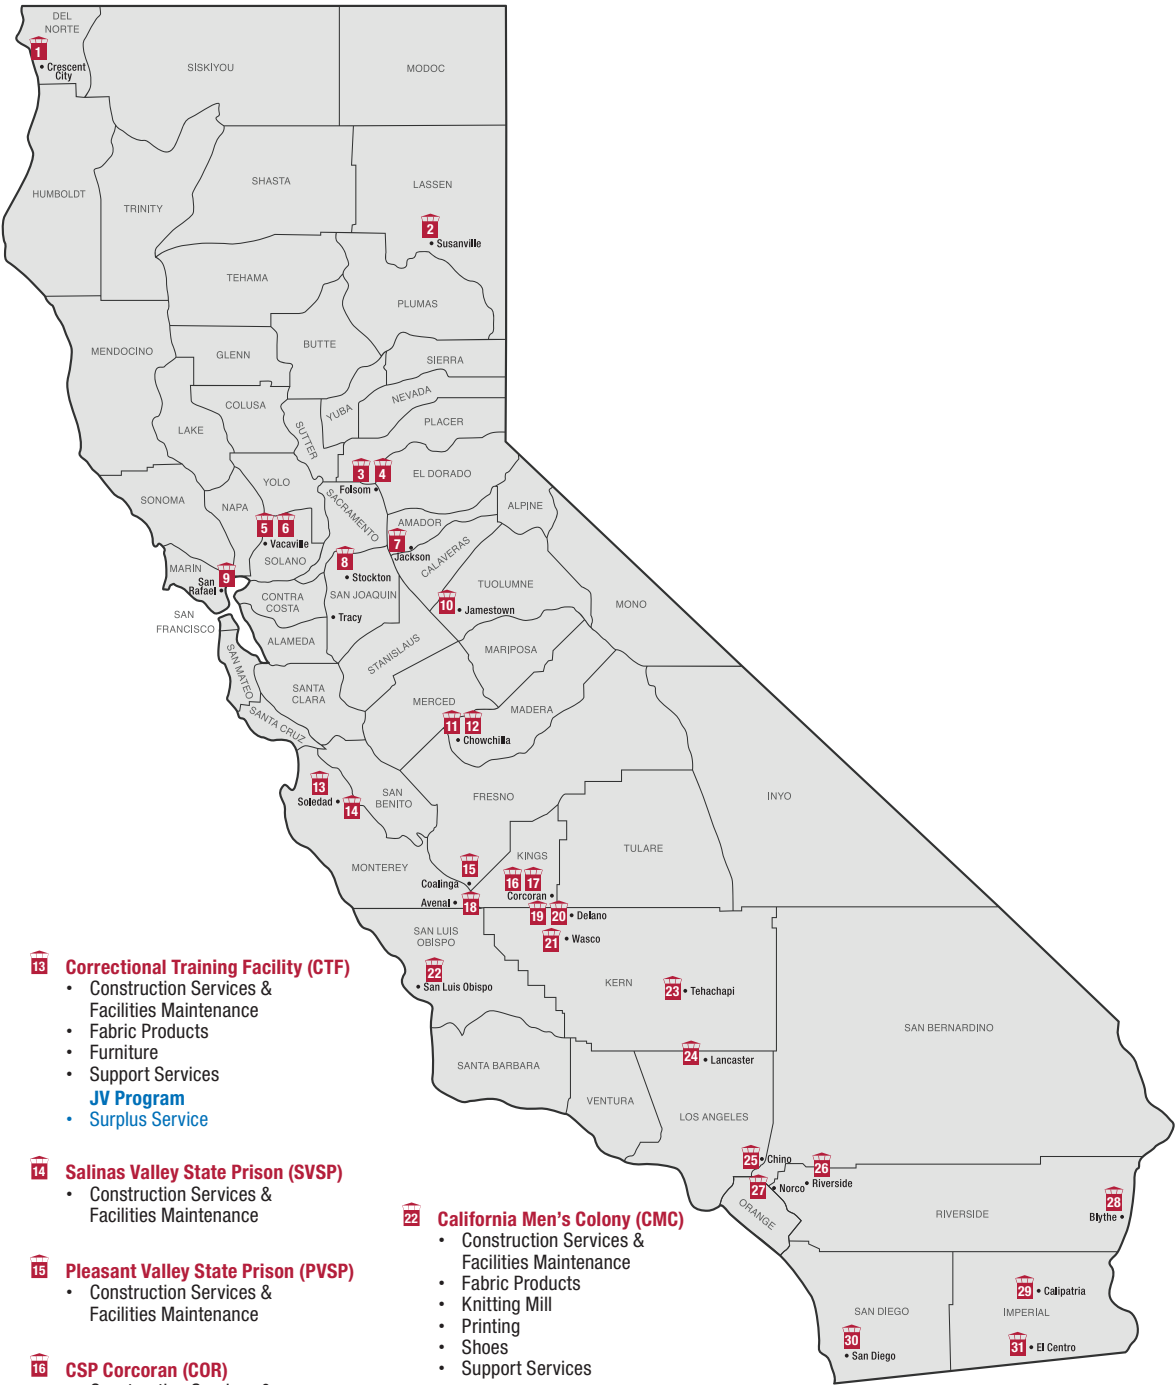 DEL
NORTE
1
• Crescent
City
SISKIYOU
MODOC
HUMBOLDT
TRINITY
SHASTA
LASSEN
2
• Susanville
TEHAMA
PLUMAS
MENDOCINO
GLENN
BUTTE
SIERRA
COLUSA
LAKE
SUTTER
YUBA
NEVADA
PLACER
3 4
Folsom •
EL DORADO
SONOMA
NAPA
YOLO
SACRAMENTO
ALPINE
5 6
• Vacaville
SOLANO
AMADOR
7
Jackson
CALAVERAS
MARIN
San
Rafael •
9
8
• Stockton
SAN JOAQUIN
CONTRA
COSTA
• Tracy
TUOLUMNE
10
• Jamestown
MONO
SAN
FRANCISCO
ALAMEDA
STANISLAUS
MARIPOSA
SAN MATEO
SANTA
CLARA
SANTA CRUZ
MERCED
MADERA
11 12
• Chowchilla
13
Soledad •
14
SAN
BENITO
FRESNO
INYO
MONTEREY
KINGS
TULARE
15
Coalinga •
16 17
Corcoran •
Avenal •
18
19 20
• Delano
21
• Wasco
SAN LUIS
OBISPO
22
• San Luis Obispo
KERN
23
• Tehachapi
SAN BERNARDINO
SANTA BARBARA
24
• Lancaster
VENTURA
LOS ANGELES
25
• Chino
26
• Riverside
27
• Norco
ORANGE
RIVERSIDE
28
Blythe •
SAN DIEGO
29
• Calipatria
IMPERIAL
30
• San Diego
31
• El Centro
13 Correctional Training Facility (CTF)
• Construction Services &
Facilities Maintenance
• Fabric Products
• Furniture
• Support Services
JV Program
• Surplus Service
14 Salinas Valley State Prison (SVSP)
• Construction Services &
Facilities Maintenance
15 Pleasant Valley State Prison (PVSP)
• Construction Services &
Facilities Maintenance
16 CSP Corcoran (COR)
22 California Men's Colony (CMC)
• Construction Services &
Facilities Maintenance
• Fabric Products
• Knitting Mill
• Printing
• Shoes
• Support Services